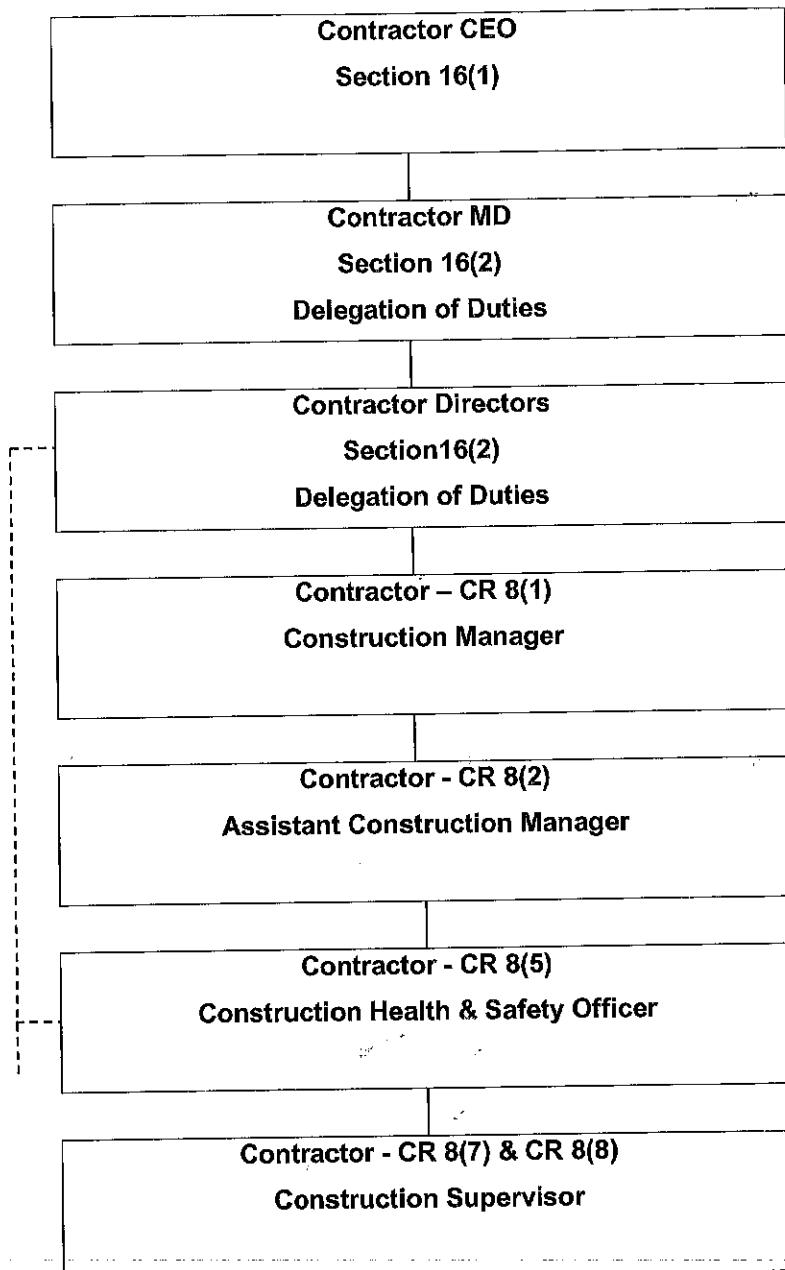 Contractor CEO
Section 16(1)
Contractor MD
Section 16(2)
Delegation of Duties
Contractor Directors
Section16(2)
Delegation of Duties
Contractor – CR 8(1)
Construction Manager
Contractor - CR 8(2)
Assistant Construction Manager
Contractor - CR 8(5)
Construction Health & Safety Officer
Contractor - CR 8(7) & CR 8(8)
Construction Supervisor